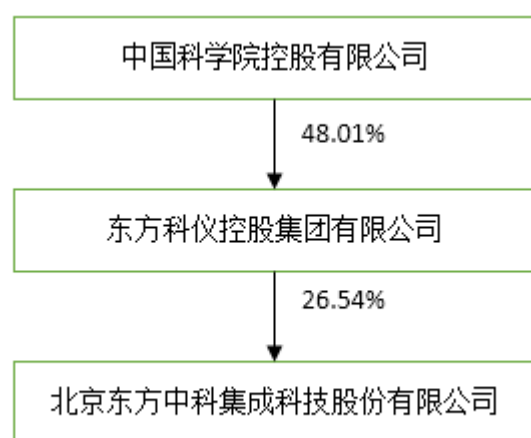 中国科学院控股有限公司
48.01%
东方科仪控股集团有限公司
26.54%
北京东方中科集成科技股份有限公司